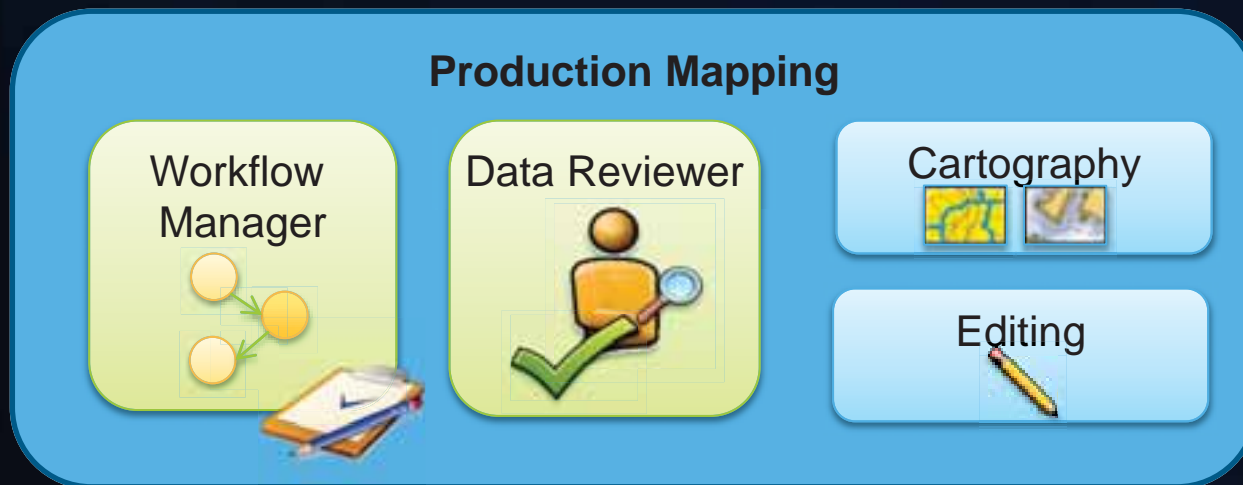 Production Mapping
Workflow
Manager
Data Reviewer
Cartography
Editing